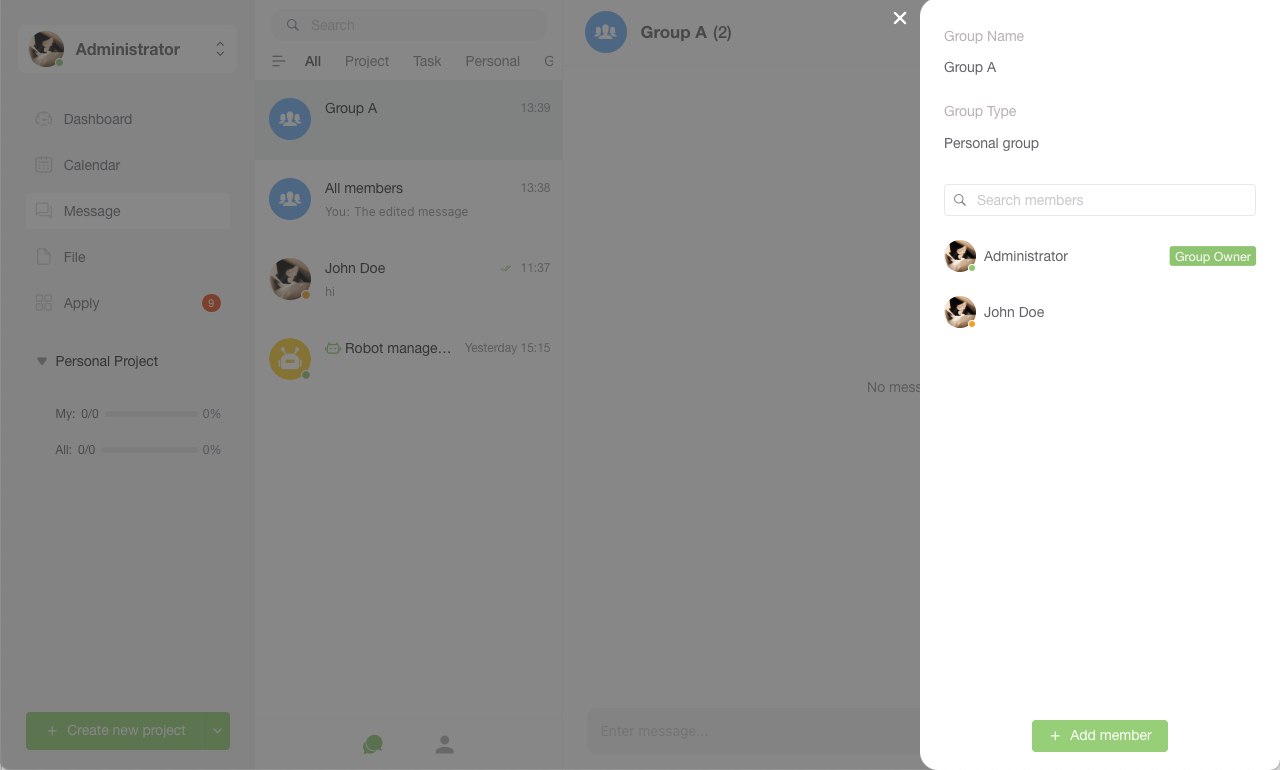 Administrator
Dashboard
Calendar
Message
File
Apply
9
Personal Project
My: 0/0 0%
All: 0/0 0%
+ Create new project
Search
All Project Task Personal G
Group A 13:39
All members 13:38
You: The edited message
John Doe 11:37
hi
Robot manage... Yesterday 15:15
Group A (2)
No mess
Enter message...
Group Name
Group A
Group Type
Personal group
Search members
Administrator Group Owner
John Doe
+ Add member